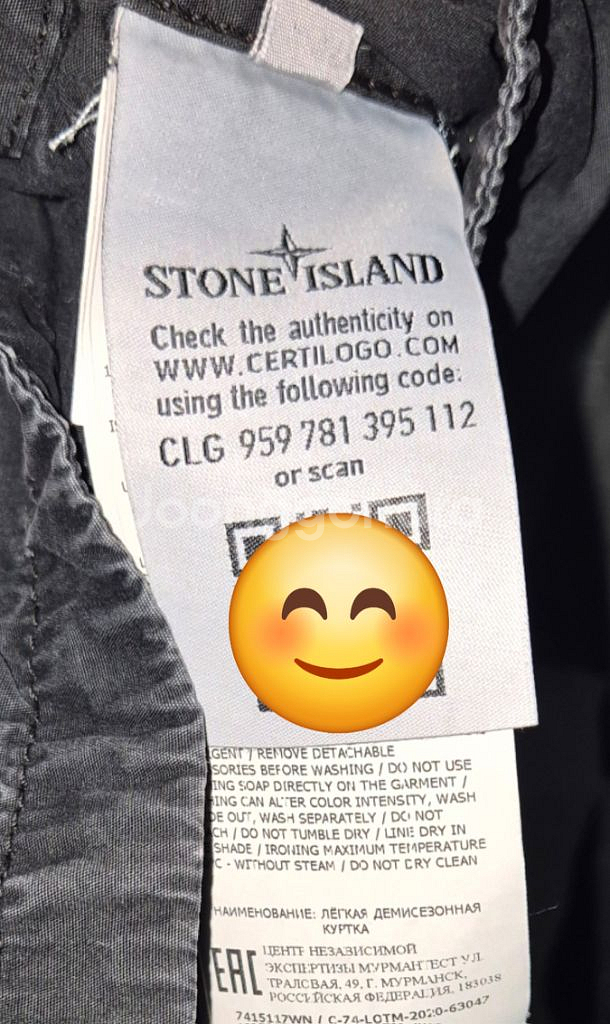 STONE ISLAND
Check the authenticity on
WWW.CERTILOGO.COM
using the following code:
CLG 959 781 395 112
or scan
GENT / REMOVE DETACHABLE
SORIES BEFORE WASHING / DO NOT USE
ING SOAP DIRECTLY ON THE GARMENT /
HING CAN ALTER COLOR INTENSITY, WASH
DE OUT, WASH SEPARATELY / DO NOT
CH / DO NOT TUMBLE DRY / LINE DRY IN
SHADE / IRONING MAXIMUM TEMPERATURE
C - WITHOUT STEAM / DO NOT DRY CLEAN
НАИМЕНОВАНИЕ: ЛЁГКАЯ ДЕМИСЕЗОННАЯ
КУРТКА
EAC
ЦЕНТР НЕЗАВИСИМОЙ
ЭКСПЕРТИЗЫ МУРМАНТЕСТ УЛ.
ТРАЛОВАЯ, 49, Г. МУРМАНСК,
РОССИЙСКАЯ ФЕДЕРАЦИЯ, 183038
7415117WN / C-74-LOTM-2020-63047